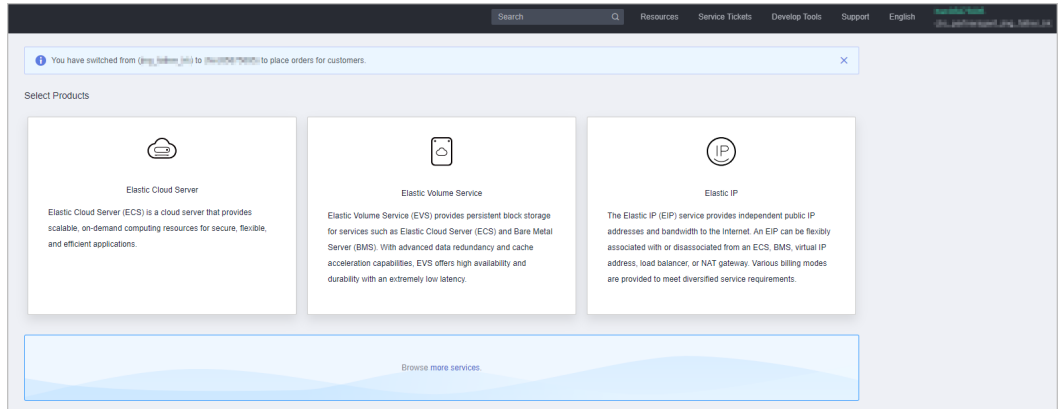 Search Resources Service Tickets Develop Tools Support English
You have switched from ( ) to to place orders for customers.
Select Products
Elastic Cloud Server
Elastic Cloud Server (ECS) is a cloud server that provides
scalable, on-demand computing resources for secure, flexible,
and efficient applications.
Elastic Volume Service
Elastic Volume Service (EVS) provides persistent block storage
for services such as Elastic Cloud Server (ECS) and Bare Metal
Server (BMS). With advanced data redundancy and cache
acceleration capabilities, EVS offers high availability and
durability with an extremely low latency.
IP
Elastic IP
The Elastic IP (EIP) service provides independent public IP
addresses and bandwidth to the Internet. An EIP can be flexibly
associated with or disassociated from an ECS, BMS, virtual IP
address, load balancer, or NAT gateway. Various billing modes
are provided to meet diversified service requirements.
Browse more services.